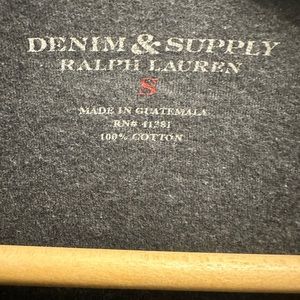 DENIM & SUPPLY
RALPH LAUREN
S
MADE IN GUATEMALA
RN# 41381
100% COTTON